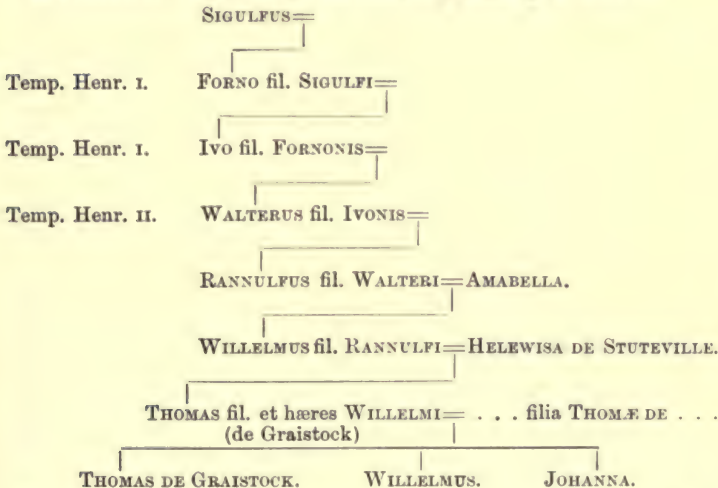 SIGULFUS=
Temp. Henr. I. FORNO fil. SIGULFI=
Temp. Henr. I. IVO fil. FORNONIS=
Temp. Henr. II. WALTERUS fil. IVONIS=
RANNULFUS fil. WALTERI=AMABELLA.
WILLELMUS fil. RANNULFI=HELEWISA DE STUTEVILLE.
THOMAS fil. et hæres WILLELMI= . . . filia THOMÆ DE . . .
(de Graistock)
THOMAS DE GRAISTOCK. WILLELMUS. JOHANNA.